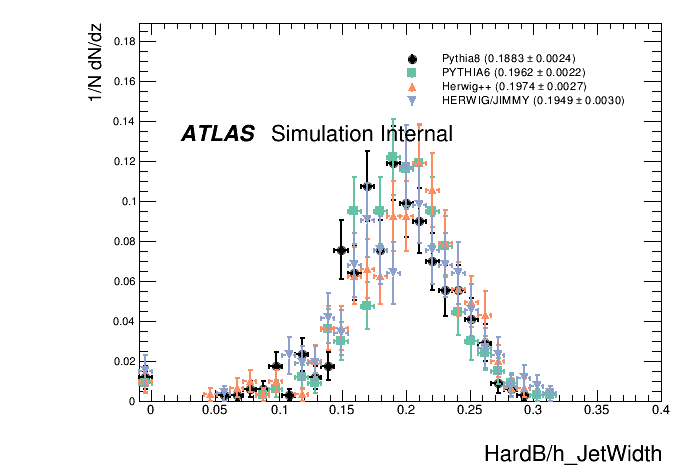 1/N dN/dz
0.18
0.16
0.14
0.12
0.1
0.08
0.06
0.04
0.02
0
Pythia8 (0.1883 ± 0.0024)
PYTHIA6 (0.1962 ± 0.0022)
Herwig++ (0.1974 ± 0.0027)
HERWIG/JIMMY (0.1949 ± 0.0030)
ATLAS Simulation Internal
0 0.05 0.1 0.15 0.2 0.25 0.3 0.35 0.4
HardB/h_JetWidth